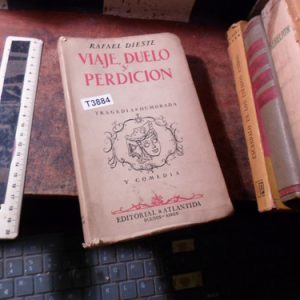 RAFAEL DIESTE
VIAJE, DUELO
Y
PERDICION
T3884
TRAGEDIA • HUMORADA
Y COMEDIA
EDITORIAL ATLANTIDA
BUENOS - AIRES